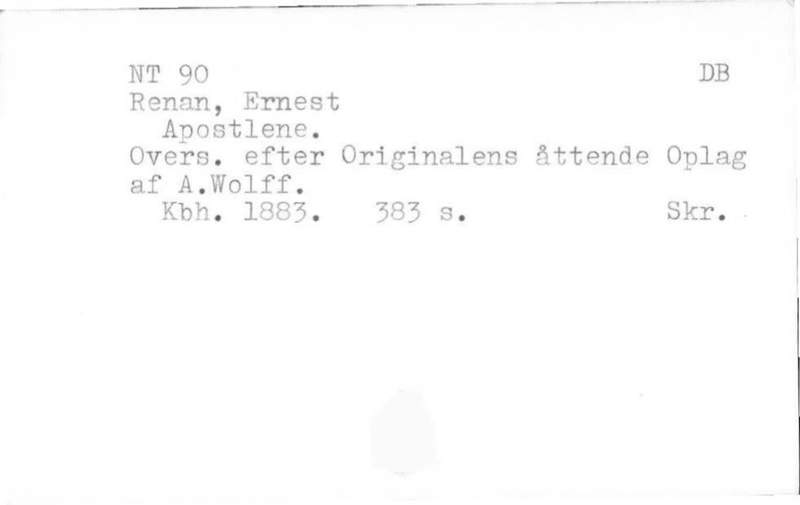 NT 90 DB
Renan, Ernest
Apostlene.
Overs. efter Originalens åttende Oplag
af A.Wolff.
Kbh. 1883. 383 s. Skr.